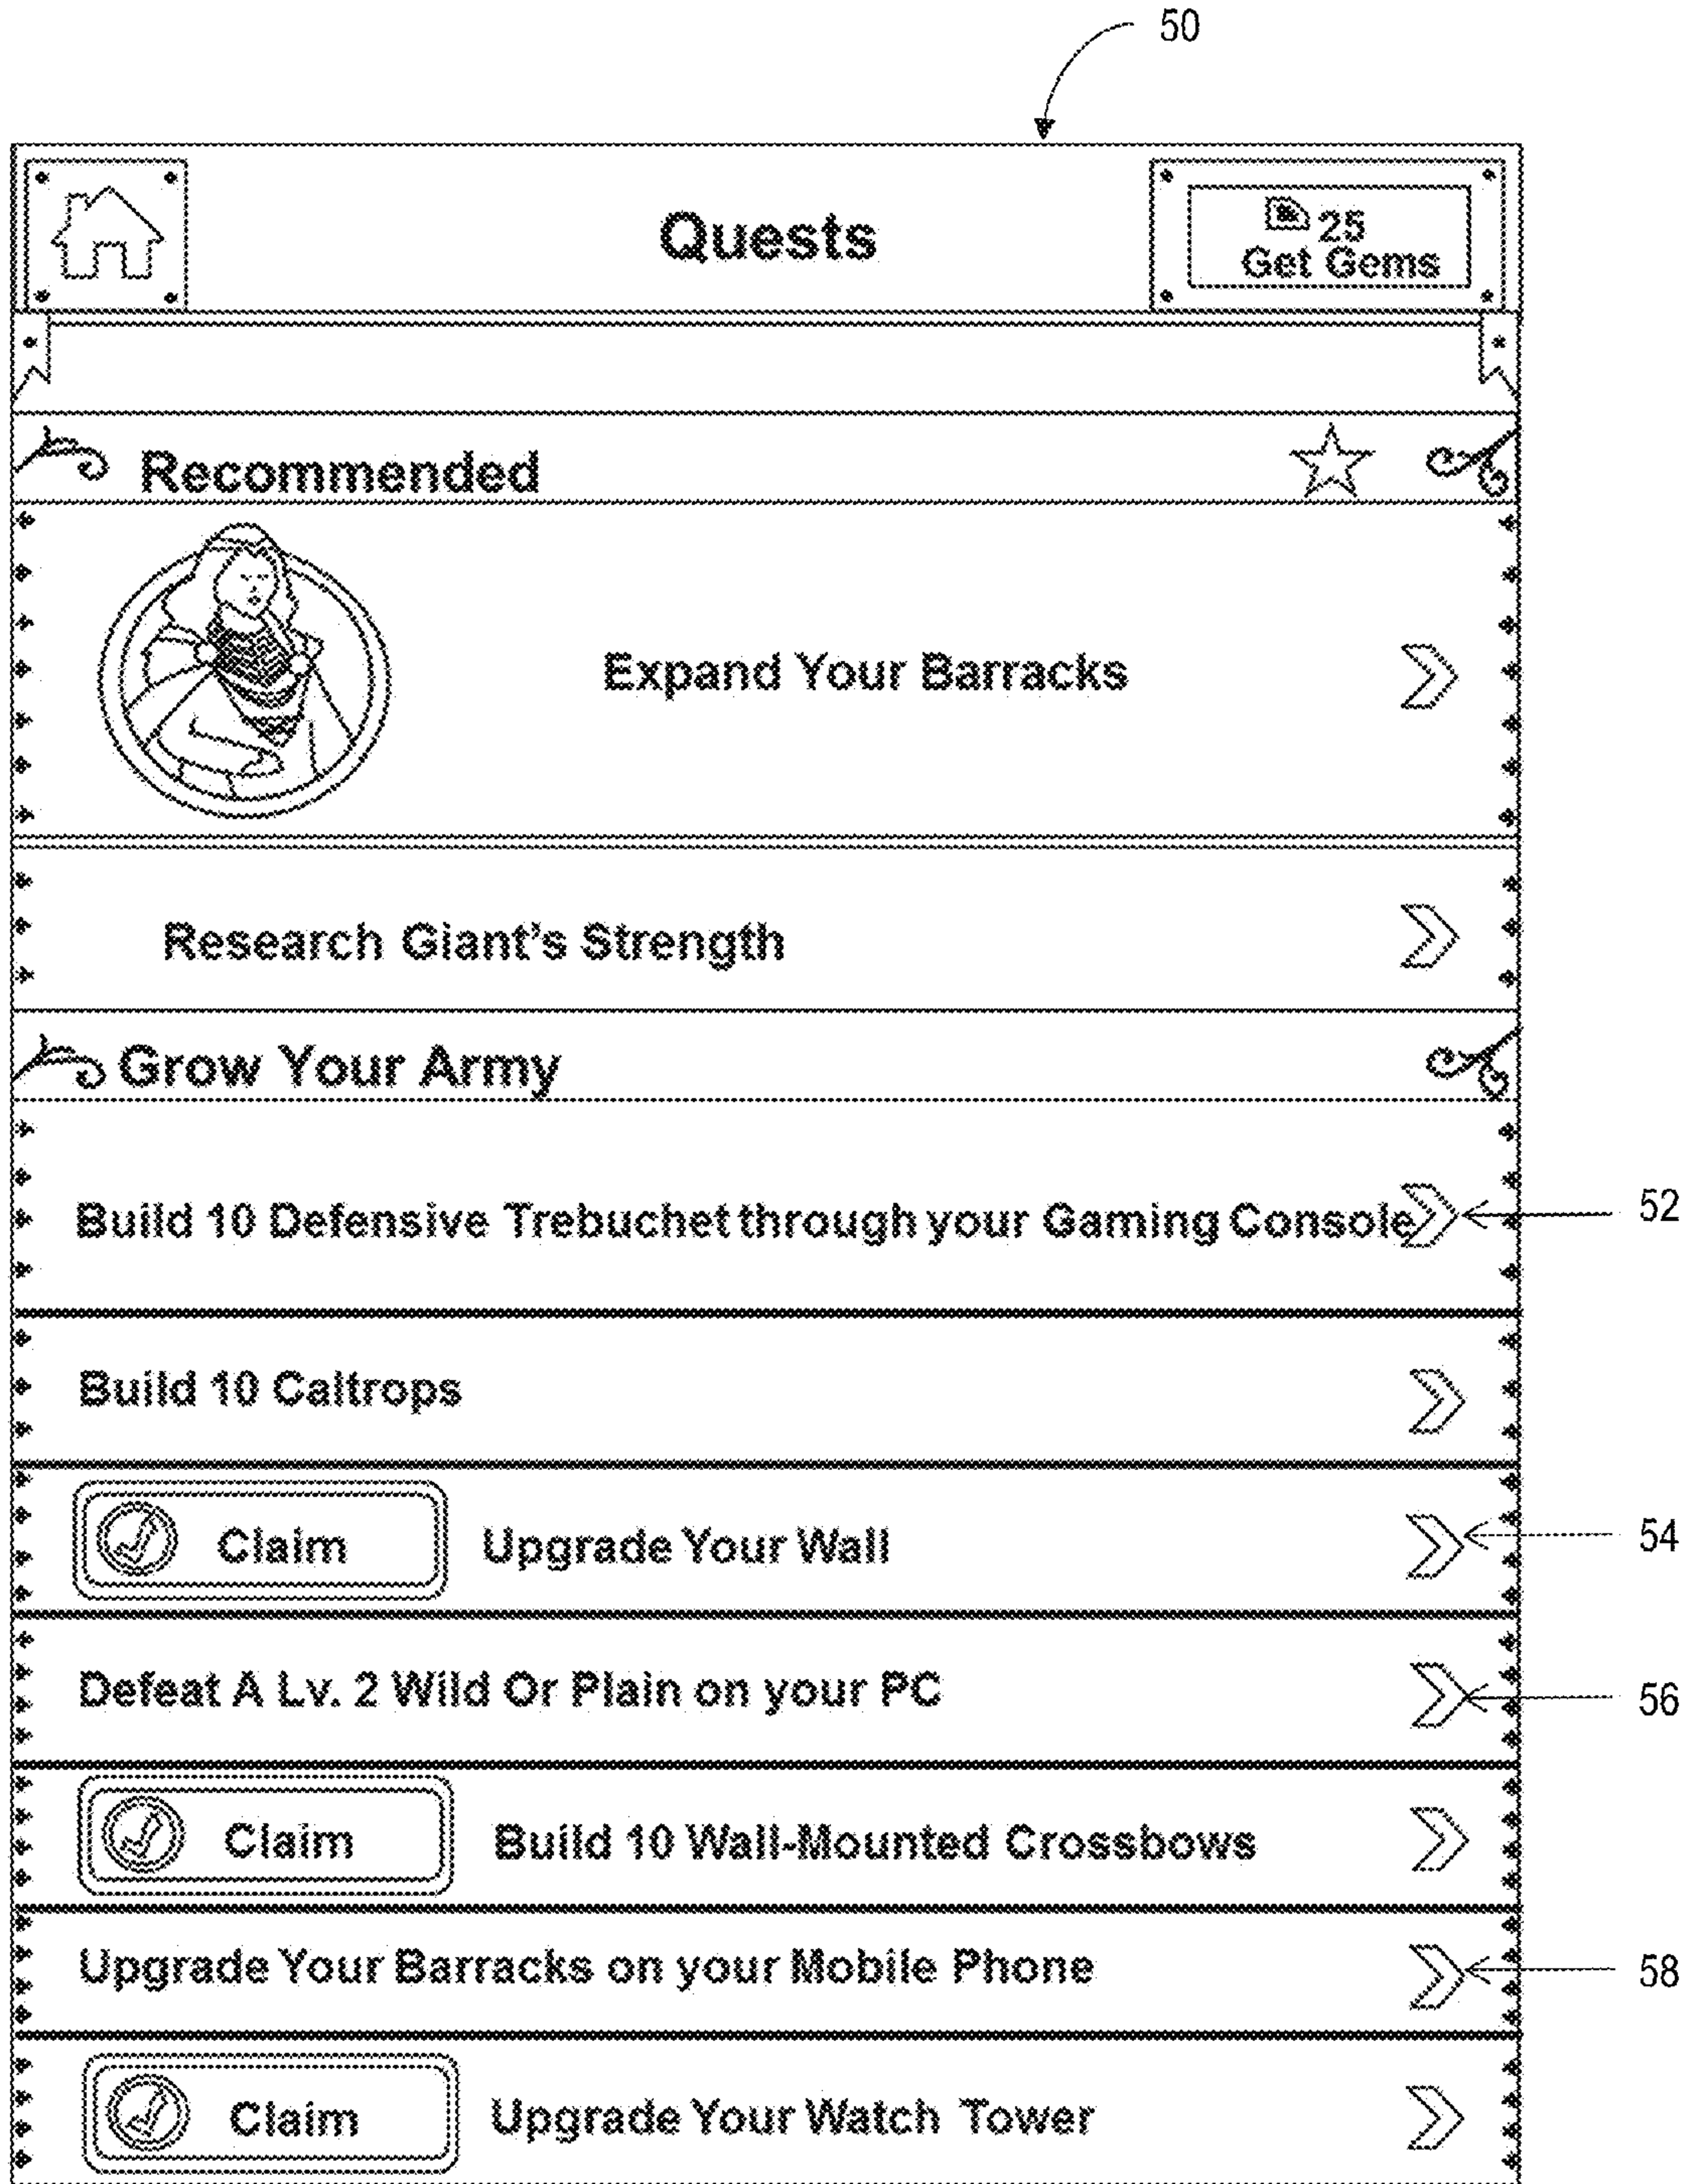 50
Quests
25
Get Gems
Recommended
Expand Your Barracks
Research Giant's Strength
Grow Your Army
Build 10 Defensive Trebuchet through your Gaming Console
52
Build 10 Caltrops
Claim Upgrade Your Wall
54
Defeat A Lv. 2 Wild Or Plain on your PC
56
Claim Build 10 Wall-Mounted Crossbows
Upgrade Your Barracks on your Mobile Phone
58
Claim Upgrade Your Watch Tower